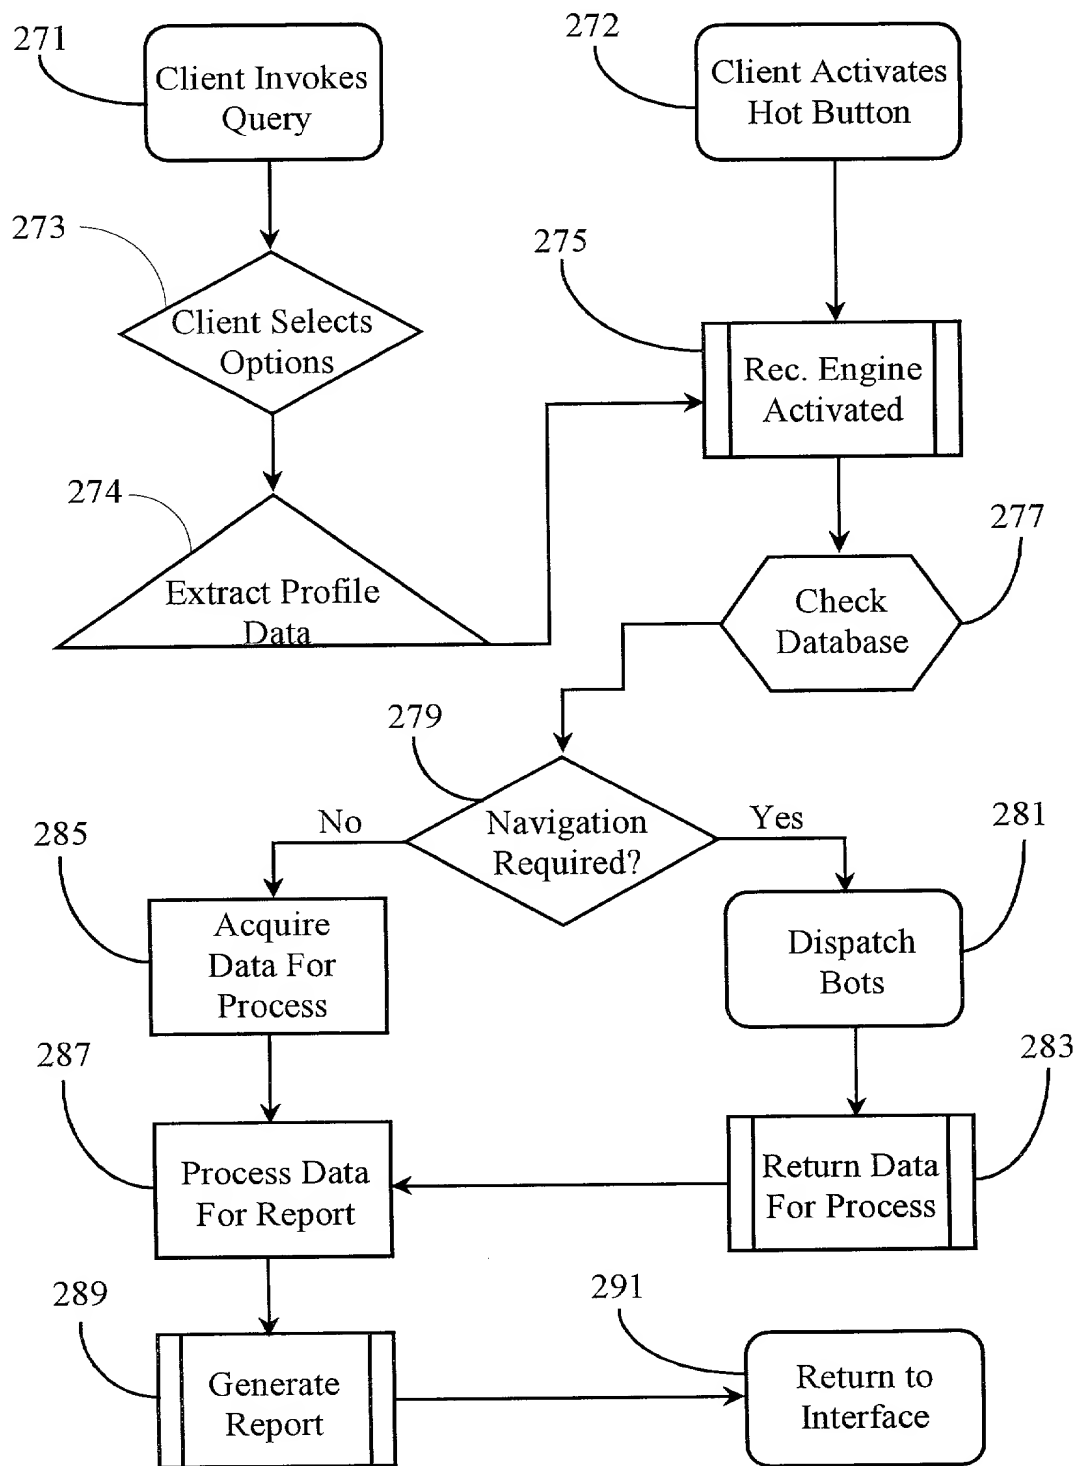 271
Client Invokes
Query
272
Client Activates
Hot Button
273
Client Selects
Options
275
Rec. Engine
Activated
274
Extract Profile
Data
277
Check
Database
279
Navigation
Required?
No
Yes
285
Acquire
Data For
Process
281
Dispatch
Bots
287
Process Data
For Report
283
Return Data
For Process
289
Generate
Report
291
Return to
Interface